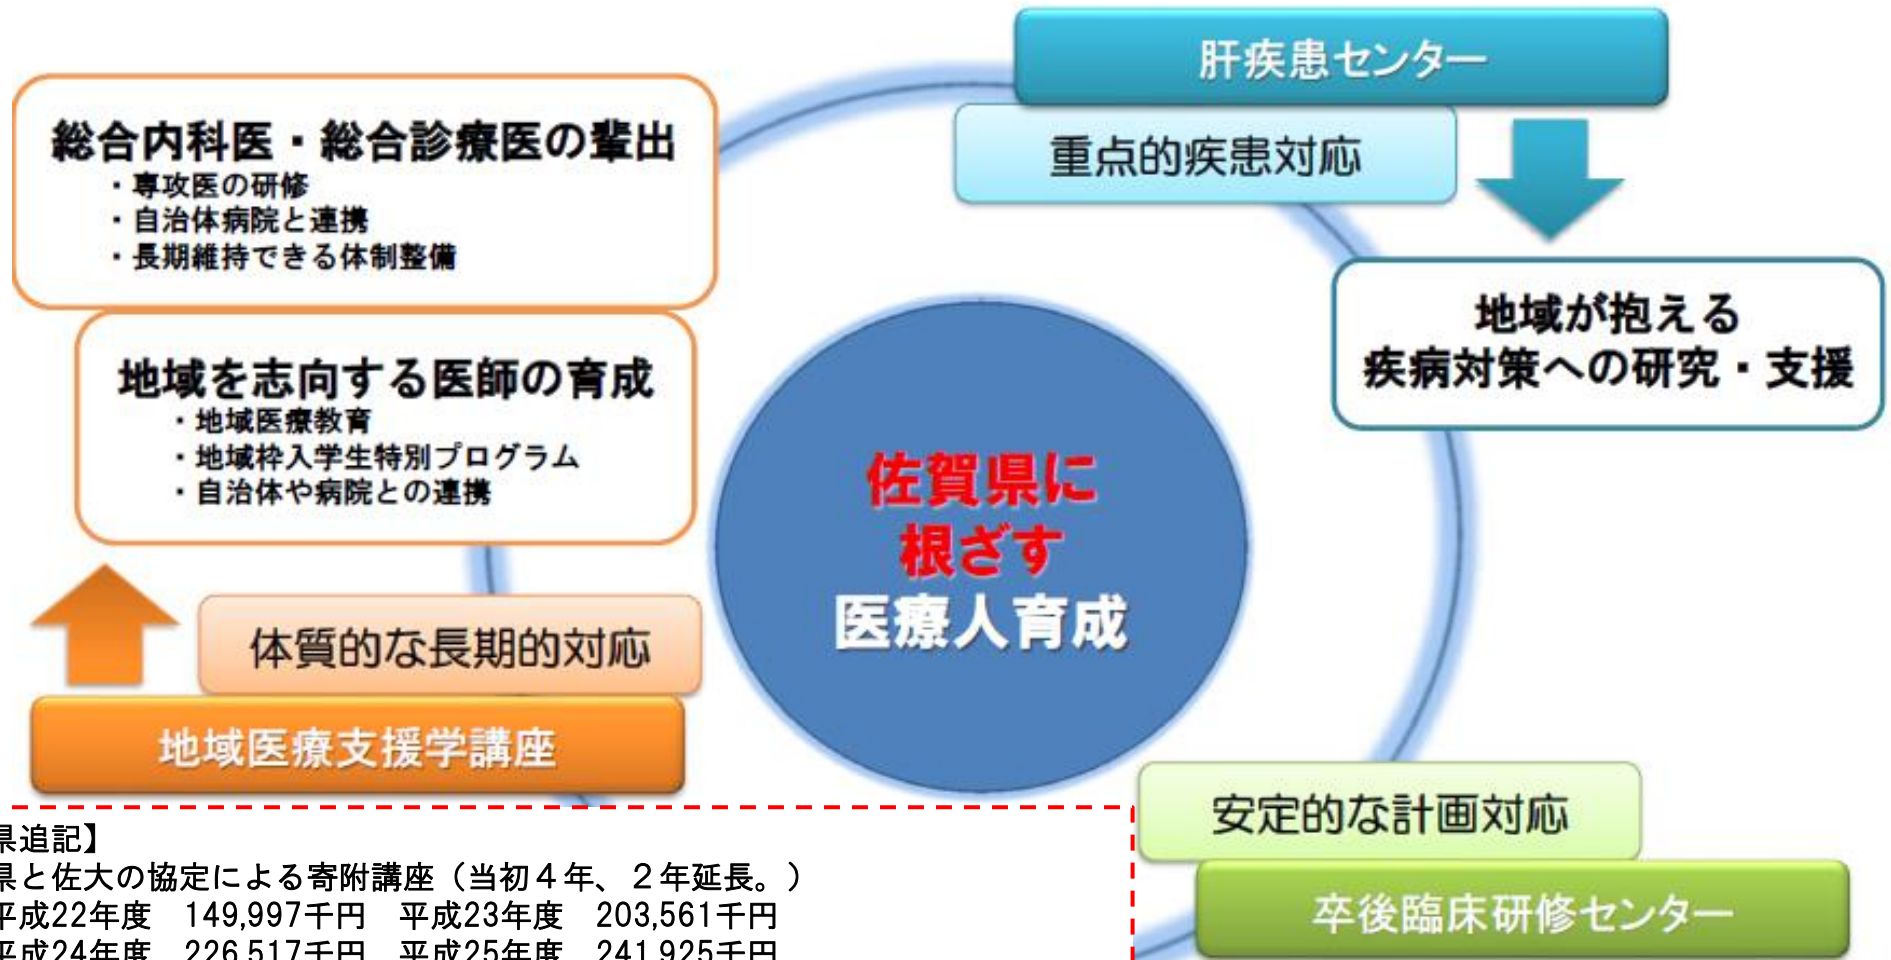 肝疾患センター
重点的疾患対応
総合内科医・総合診療医の輩出
・専攻医の研修
・自治体病院と連携
・長期維持できる体制整備
地域が抱える
疾病対策への研究・支援
地域を志向する医師の育成
・地域医療教育
・地域枠入学生特別プログラム
・自治体や病院との連携
佐賀県に
根ざす
医療人育成
体質的な長期的対応
地域医療支援学講座
安定的な計画対応
卒後臨床研修センター
県追記】
県と佐大の協定による寄附講座（当初４年、２年延長。）
平成22年度　149,997千円　平成23年度　203,561千円
平成24年度　226,517千円　平成25年度　241,925千円